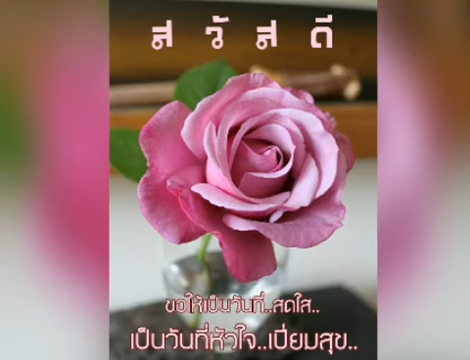 ส วั ส ดี
ขอให้เป็นวันที่..สดใส..
เป็นวันที่หัวใจ..เปี่ยมสุข..